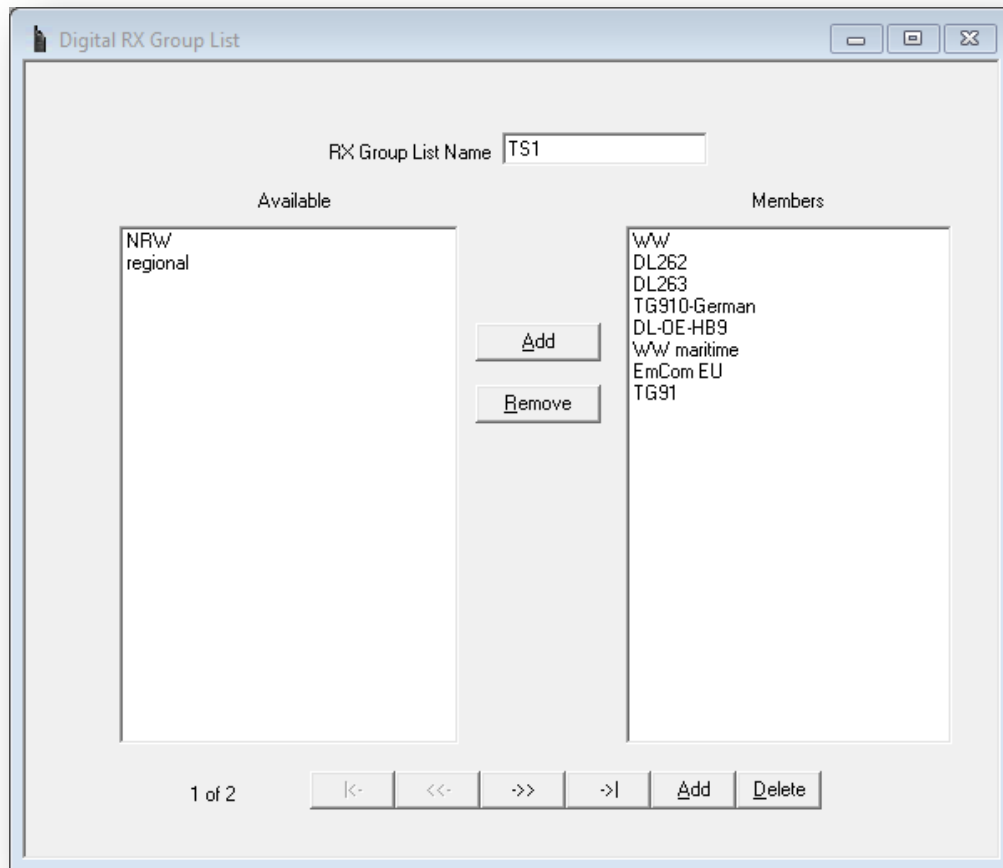 Digital RX Group List
RX Group List Name TS1
Available
Members
NRW
regional
WW
DL262
DL263
TG910-German
DL-OE-HB9
WW maritime
EmCom EU
TG91
Add
Remove
1 of 2 |<- <<- ->> ->| Add Delete